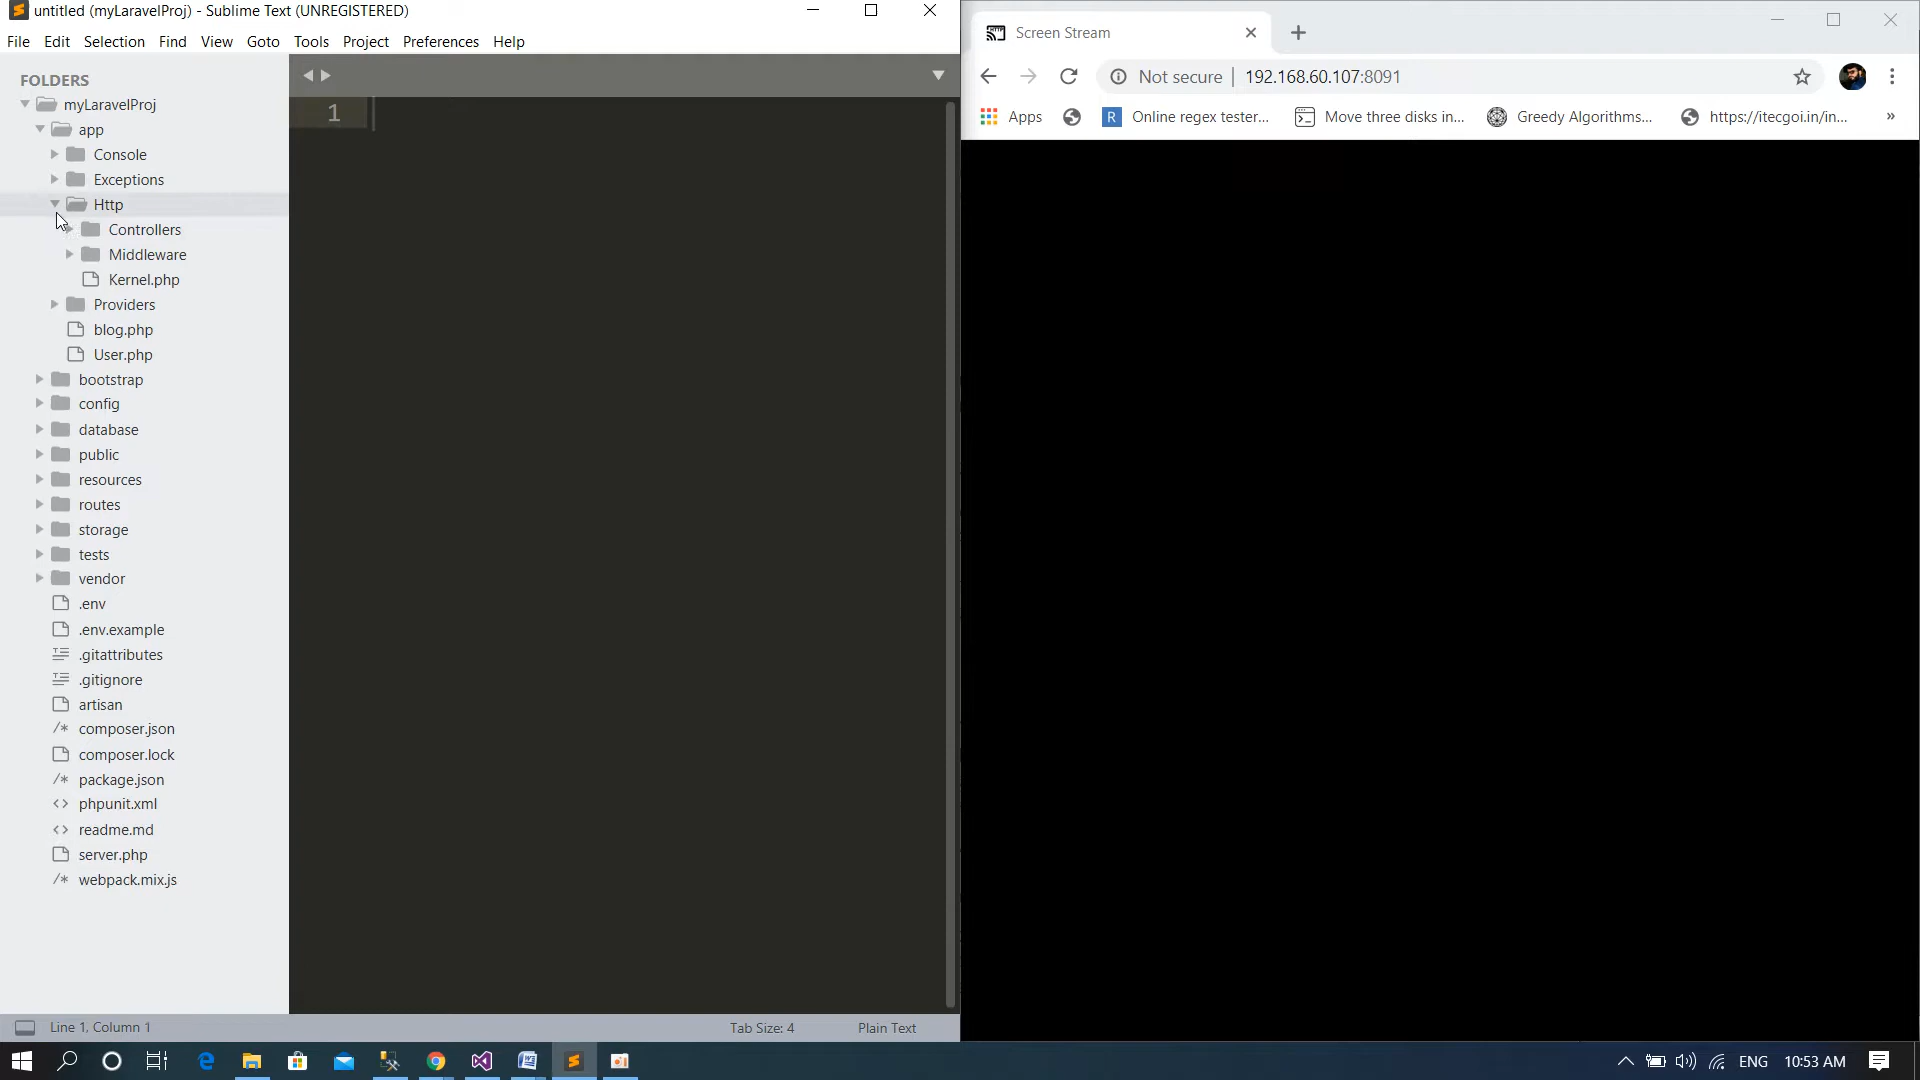 untitled (myLaravelProj) - Sublime Text (UNREGISTERED)
File Edit Selection Find View Goto Tools Project Preferences Help
FOLDERS
myLaravelProj
app
Console
Exceptions
Http
Controllers
Middleware
Kernel.php
Providers
blog.php
User.php
bootstrap
config
database
public
resources
routes
storage
tests
vendor
.env
.env.example
.gitattributes
.gitignore
artisan
composer.json
composer.lock
package.json
phpunit.xml
readme.md
server.php
webpack.mix.js
1
Line 1, Column 1
Tab Size: 4
Plain Text
Screen Stream
Not secure | 192.168.60.107:8091
Apps
R Online regex tester...
Move three disks in...
Greedy Algorithms...
https://itecgoi.in/in...
»
ENG
10:53 AM